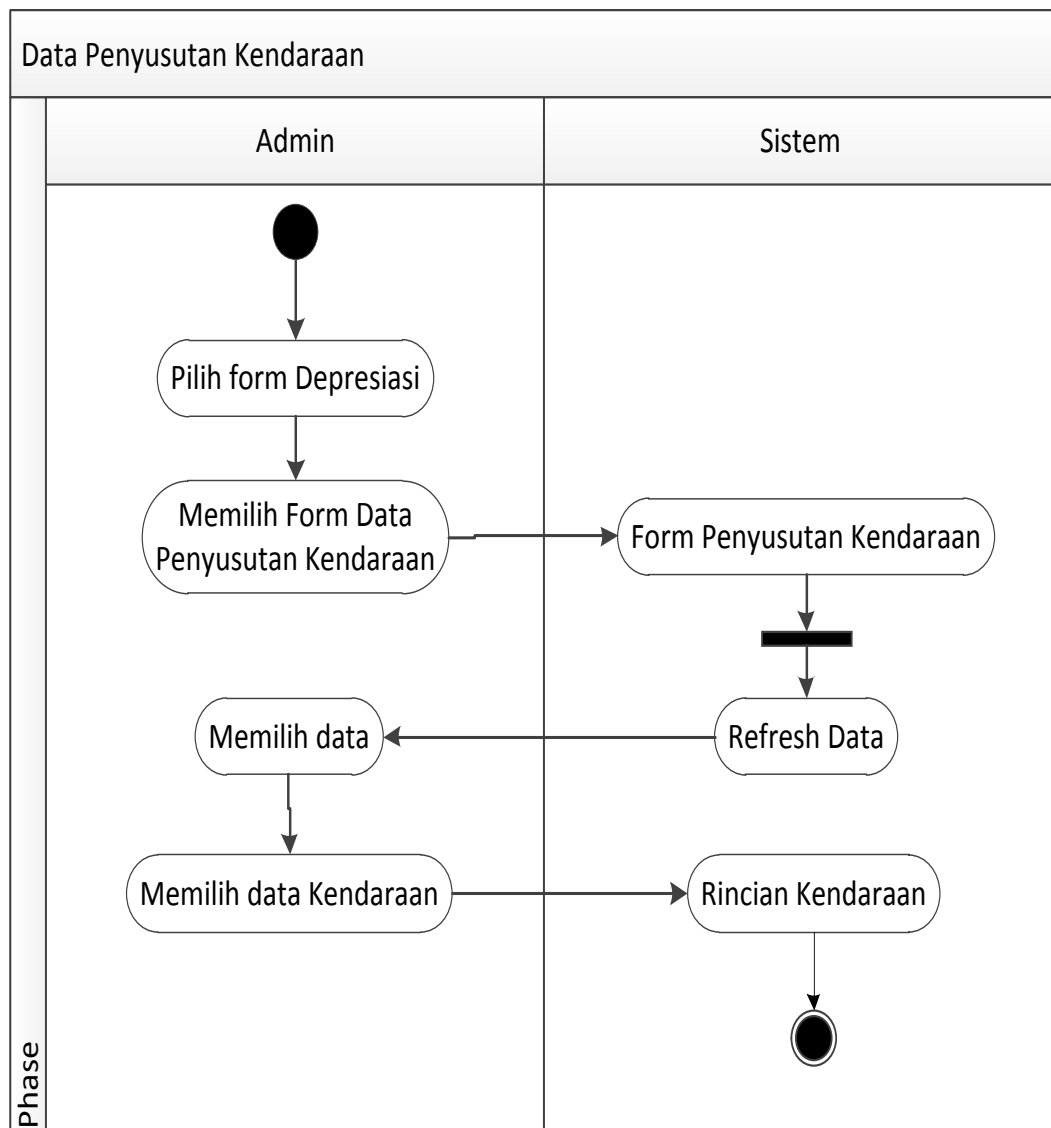 Data Penyusutan Kendaraan
Admin
Sistem
Pilih form Depresiasi
Memilih Form Data
Penyusutan Kendaraan
Form Penyusutan Kendaraan
Refresh Data
Memilih data
Memilih data Kendaraan
Rincian Kendaraan
Phase